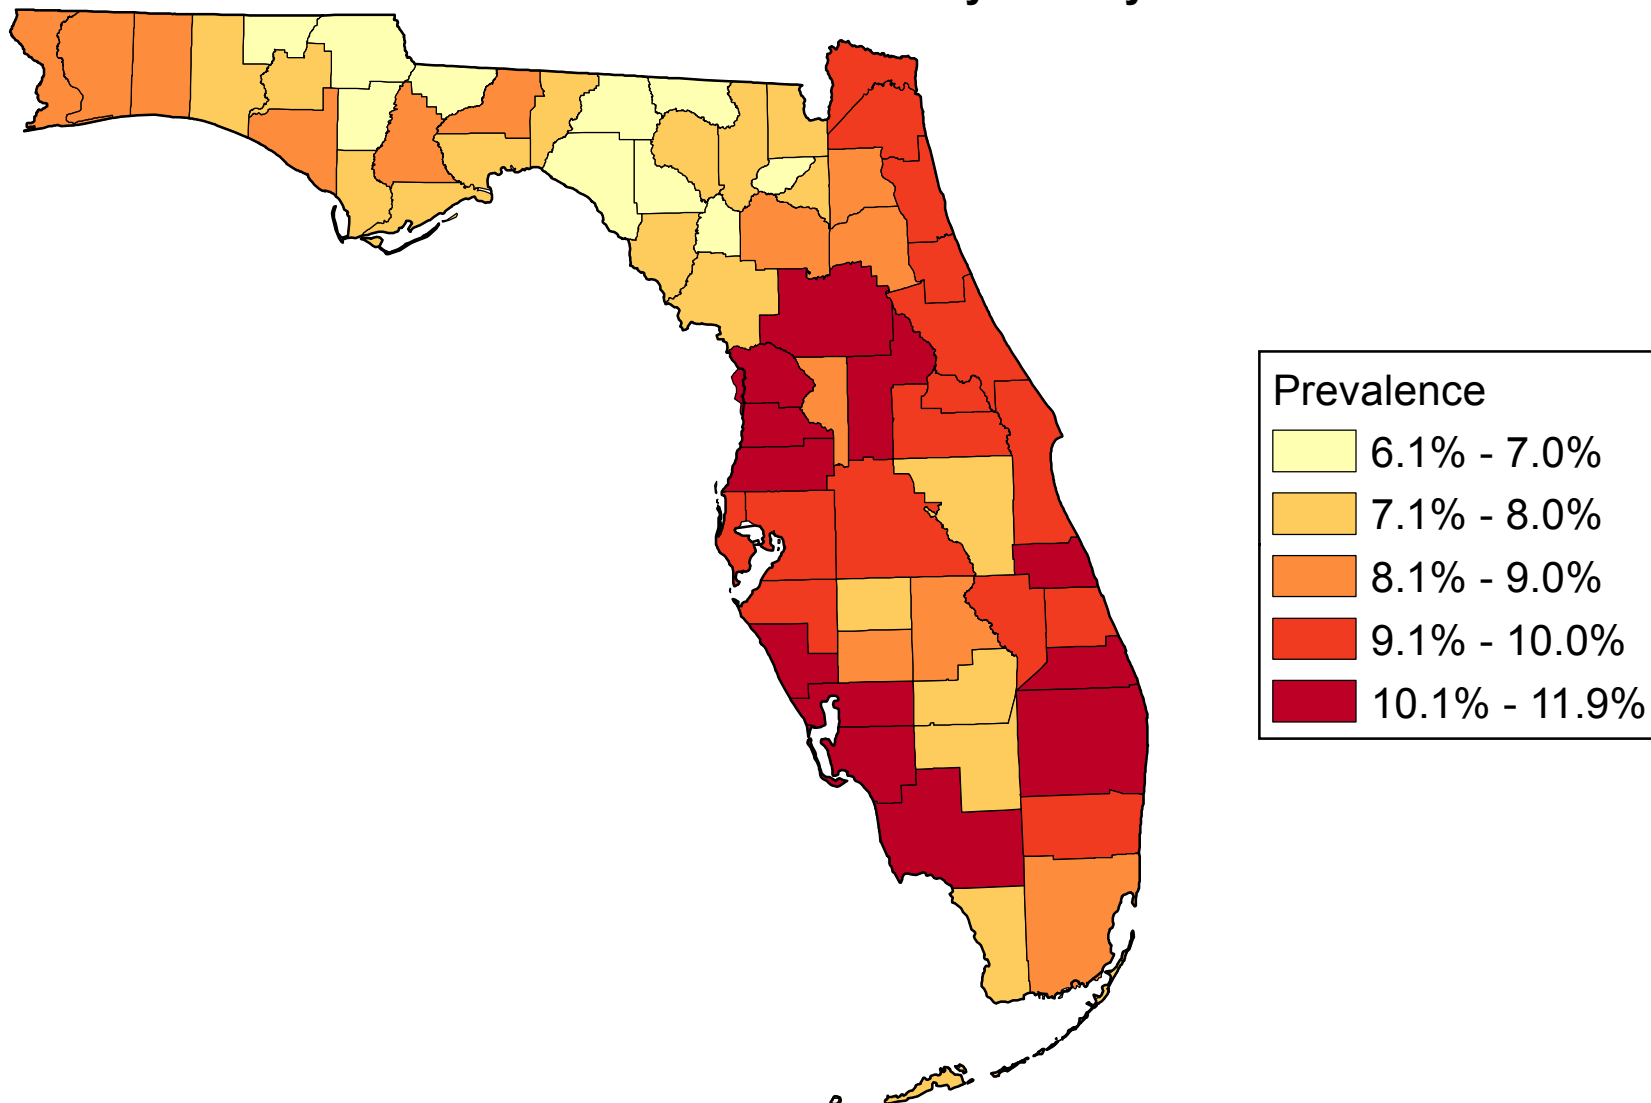 Prevalence
6.1% - 7.0%
7.1% - 8.0%
8.1% - 9.0%
9.1% - 10.0%
10.1% - 11.9%